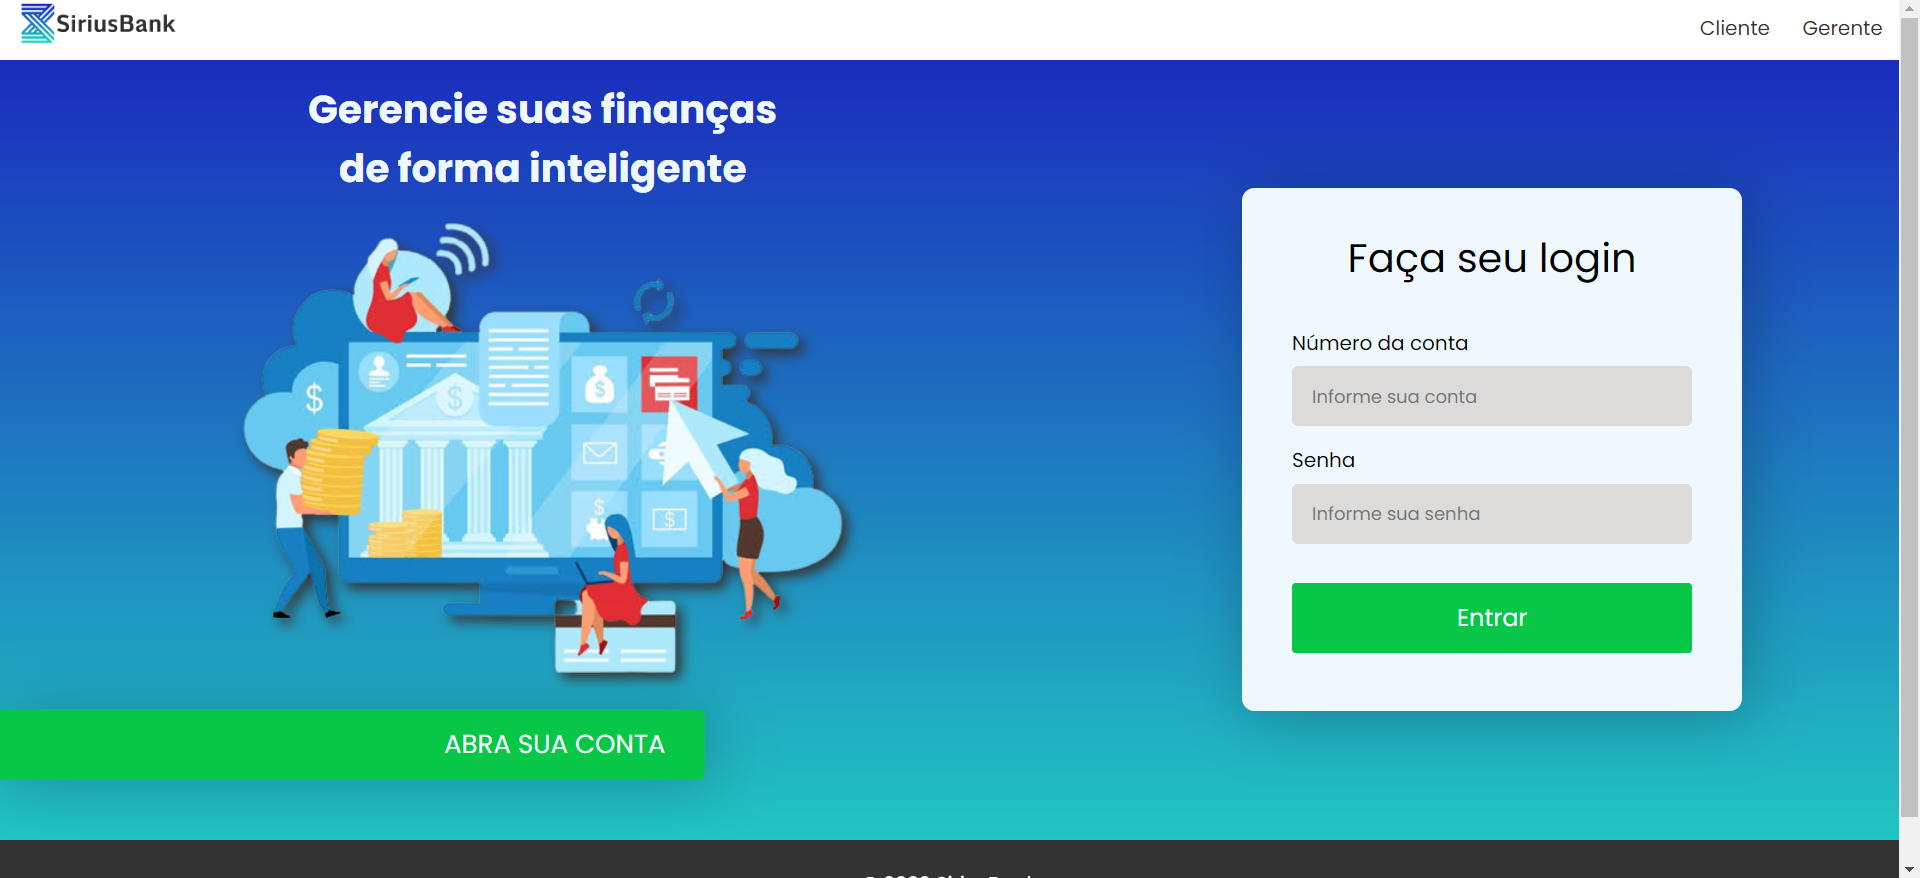 SiriusBank
Cliente Gerente
Gerencie suas finanças
de forma inteligente
Faça seu login
Número da conta
Informe sua conta
Senha
Informe sua senha
Entrar
ABRA SUA CONTA